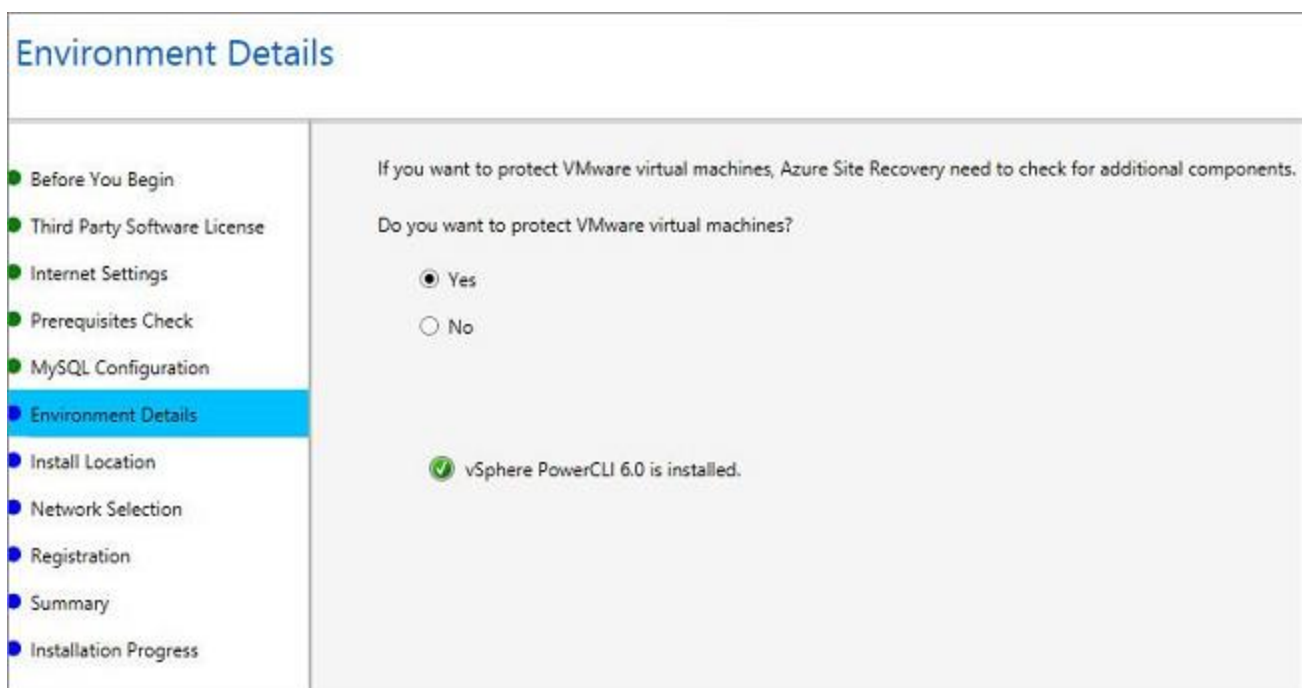 Environment Details
Before You Begin
Third Party Software License
Internet Settings
Prerequisites Check
MySQL Configuration
Environment Details
Install Location
Network Selection
Registration
Summary
Installation Progress
If you want to protect VMware virtual machines, Azure Site Recovery need to check for additional components.
Do you want to protect VMware virtual machines?
Yes
No
vSphere PowerCLI 6.0 is installed.